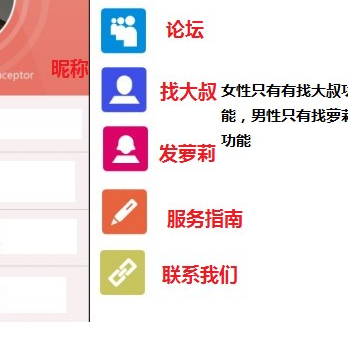 论坛
昵称
ceptor
找大叔
女性只有有找大叔功
能，男性只有找萝莉
功能
发萝莉
服务指南
联系我们